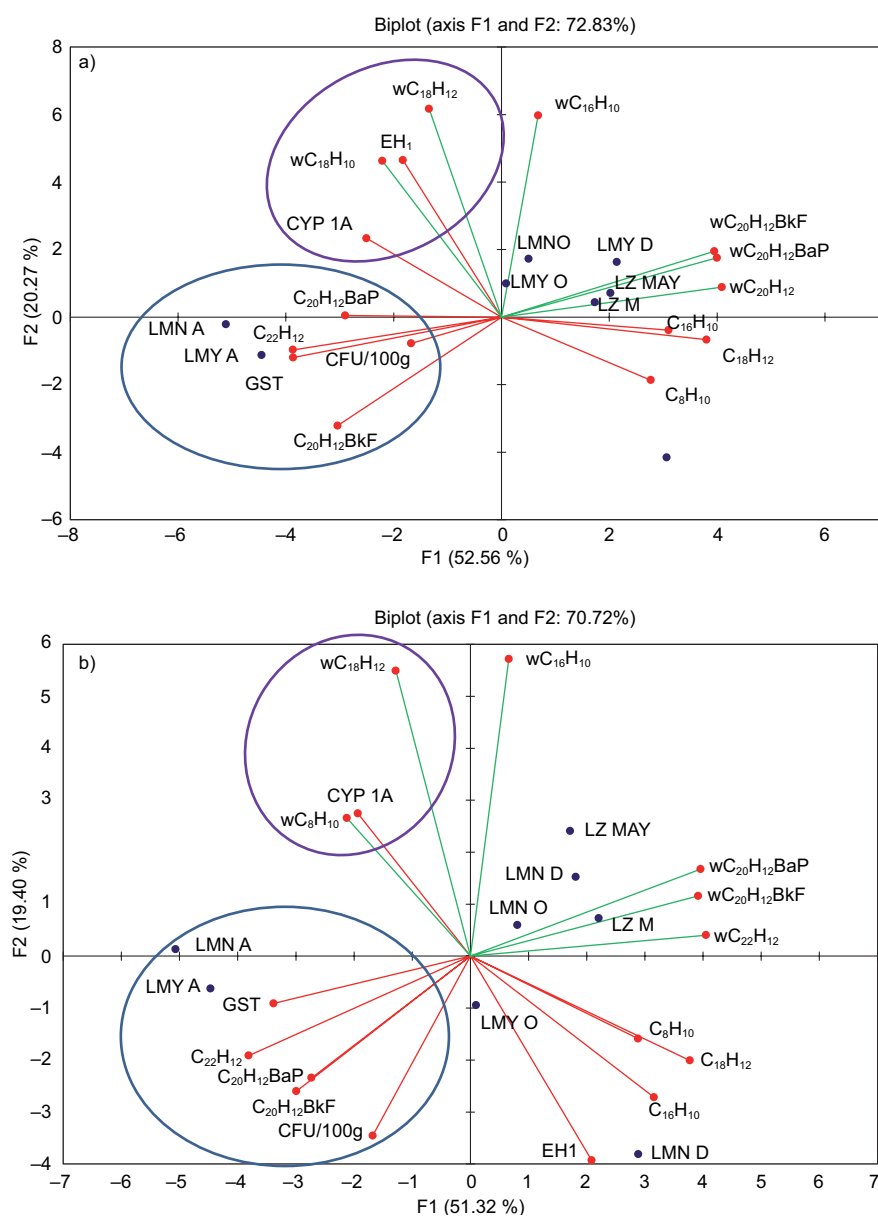 Biplot (axis F1 and F2: 72.83%)
a)
8
6
4
2
0
–2
–4
–6
F2 (20.27 %)
wC₁₈H₁₂
wC₁₆H₁₀
EH₁
wC₁₈H₁₀
CYP 1A
LMNO
LMY D
wC₂₀H₁₂BkF
wC₂₀H₁₂BaP
LMY O
LZ MAY
wC₂₀H₁₂
LZ M
C₂₀H₁₂BaP
LMN A
C₂₂H₁₂
C₁₆H₁₀
LMY A
CFU/100g
C₁₈H₁₂
GST
C₈H₁₀
C₂₀H₁₂BkF
–8 –6 –4 –2 0 2 4 6
F1 (52.56 %)
Biplot (axis F1 and F2: 70.72%)
b)
6
5
4
3
1
0
–1
–2
–3
–4
F2 (19.40 %)
wC₁₈H₁₂
wC₁₆H₁₀
CYP 1A
wC₈H₁₀
LZ MAY
LMN D
wC₂₀H₁₂BaP
wC₂₀H₁₂BkF
LMN O
LZ M
wC₂₂H₁₂
LMN A
LMY A
GST
LMY O
C₂₂H₁₂
C₈H₁₀
C₁₈H₁₂
C₂₀H₁₂BaP
C₂₀H₁₂BkF
C₁₆H₁₀
CFU/100g
EH1
LMN D
–7 –6 –5 –4 –3 –2 –1 0 1 2 3 4 5 6 7
F1 (51.32 %)